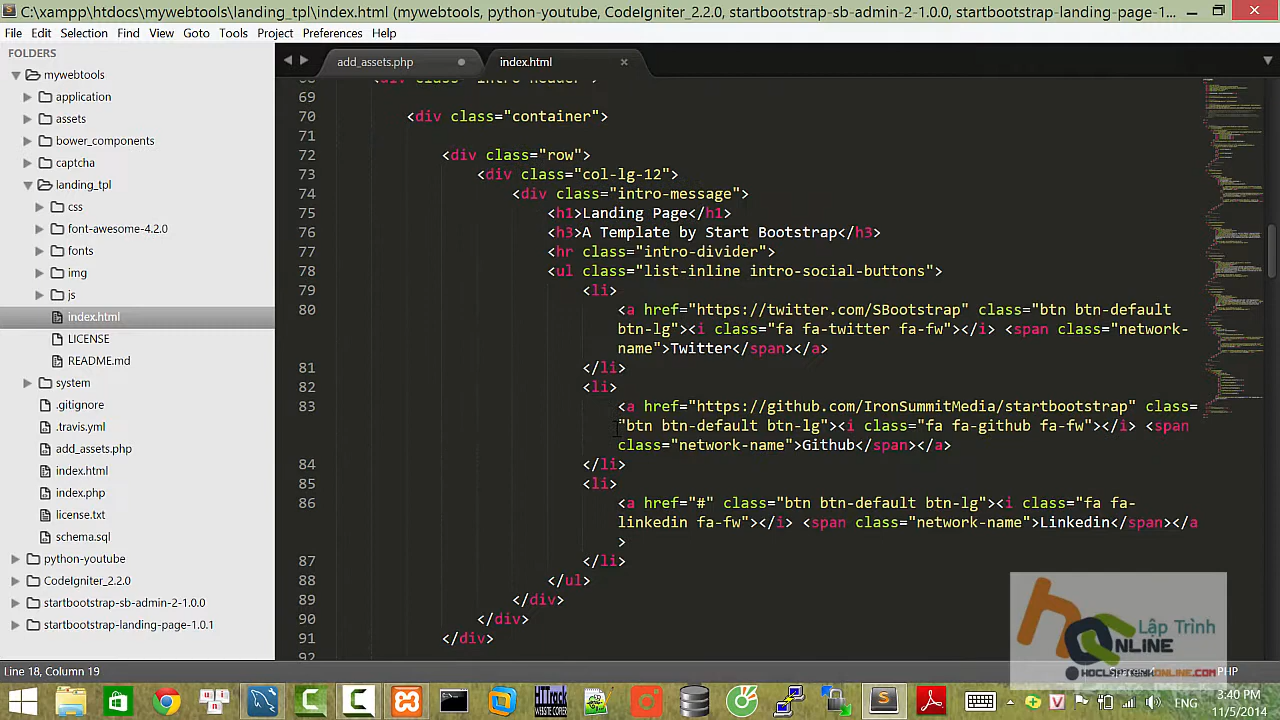 C:\xampp\htdocs\mywebtools\landing_tpl\index.html (mywebtools, python-youtube, CodeIgniter_2.2.0, startbootstrap-sb-admin-2-1.0.0, startbootstrap-landing-page-1...
File Edit Selection Find View Goto Tools Project Preferences Help
FOLDERS
mywebtools
application
assets
bower_components
captcha
landing_tpl
css
font-awesome-4.2.0
fonts
img
js
index.html
LICENSE
README.md
system
.gitignore
.travis.yml
add_assets.php
index.html
index.php
license.txt
schema.sql
python-youtube
CodeIgniter_2.2.0
startbootstrap-sb-admin-2-1.0.0
startbootstrap-landing-page-1.0.1
add_assets.php index.html
68 <div class="intro-header">
69
70 <div class="container">
71
72 <div class="row">
73 <div class="col-lg-12">
74 <div class="intro-message">
75 <h1>Landing Page</h1>
76 <h3>A Template by Start Bootstrap</h3>
77 <hr class="intro-divider">
78 <ul class="list-inline intro-social-buttons">
79 <li>
80 <a href="https://twitter.com/SBootstrap" class="btn btn-default
btn-lg"><i class="fa fa-twitter fa-fw"></i> <span class="network-
name">Twitter</span></a>
81 </li>
82 <li>
83 <a href="https://github.com/IronSummitMedia/startbootstrap" class=
"btn btn-default btn-lg"><i class="fa fa-github fa-fw"></i> <span
class="network-name">Github</span></a>
84 </li>
85 <li>
86 <a href="#" class="btn btn-default btn-lg"><i class="fa fa-
linkedin fa-fw"></i> <span class="network-name">Linkedin</span></a
>
87 </li>
88 </ul>
89 </div>
90 </div>
91 </div>
92
Lập Trình
ONLINE
HOCLAPTRINHONLINE.COM
Line 18, Column 19
PHP
HTTrack
WEBSITE COPIER
ENG
3:40 PM
11/5/2014